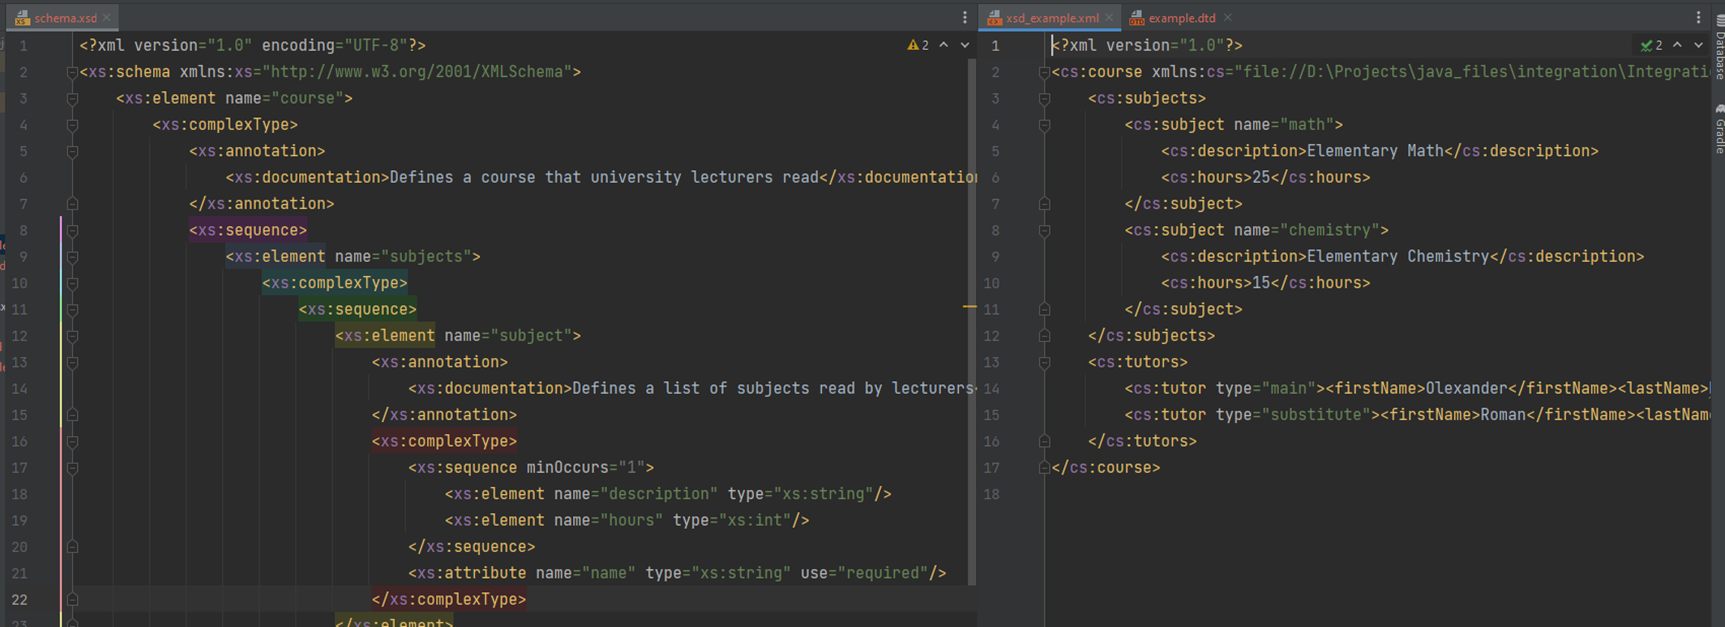 schema.xsd
<?xml version="1.0" encoding="UTF-8"?>
<xs:schema xmlns:xs="http://www.w3.org/2001/XMLSchema">
<xs:element name="course">
<xs:complexType>
<xs:annotation>
<xs:documentation>Defines a course that university lecturers read</xs:documentation
</xs:annotation>
<xs:sequence>
<xs:element name="subjects">
<xs:complexType>
<xs:sequence>
<xs:element name="subject">
<xs:annotation>
<xs:documentation>Defines a list of subjects read by lecturers
</xs:annotation>
<xs:complexType>
<xs:sequence minOccurs="1">
<xs:element name="description" type="xs:string"/>
<xs:element name="hours" type="xs:int"/>
</xs:sequence>
<xs:attribute name="name" type="xs:string" use="required"/>
</xs:complexType>
</xs:element>
1
2
3
4
5
6
7
8
9
10
11
12
13
14
15
16
17
18
19
20
21
22
23
2
xsd_example.xml
example.dtd
<?xml version="1.0"?>
<cs:course xmlns:cs="file://D:\Projects\java_files\integration\Integrati
<cs:subjects>
<cs:subject name="math">
<cs:description>Elementary Math</cs:description>
<cs:hours>25</cs:hours>
</cs:subject>
<cs:subject name="chemistry">
<cs:description>Elementary Chemistry</cs:description>
<cs:hours>15</cs:hours>
</cs:subject>
</cs:subjects>
<cs:tutors>
<cs:tutor type="main"><firstName>Olexander</firstName><lastName>
<cs:tutor type="substitute"><firstName>Roman</firstName><lastNam
</cs:tutors>
</cs:course>
1
2
3
4
5
6
7
8
9
10
11
12
13
14
15
16
17
18
2
Database
Gradle